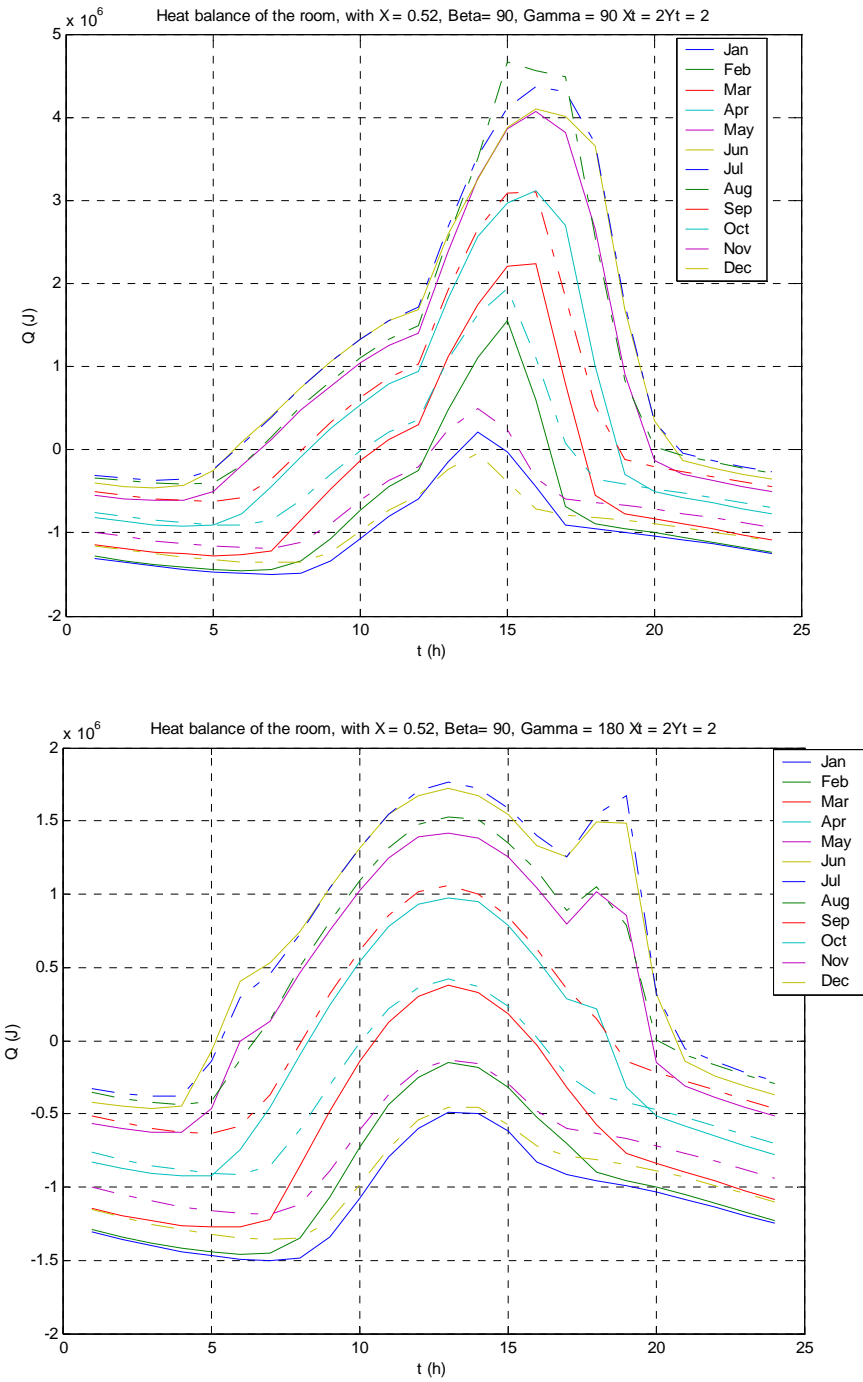 Heat balance of the room, with X = 0.52, Beta= 90, Gamma = 90 Xt = 2Yt = 2
x 10^6
5
4
3
2
1
0
-1
-2
Q (J)
0 5 10 15 20 25
t (h)
Jan
Feb
Mar
Apr
May
Jun
Jul
Aug
Sep
Oct
Nov
Dec
Heat balance of the room, with X = 0.52, Beta= 90, Gamma = 180 Xt = 2Yt = 2
x 10^6
2
1.5
1
0.5
0
-0.5
-1
-1.5
-2
Q (J)
0 5 10 15 20 25
t (h)
Jan
Feb
Mar
Apr
May
Jun
Jul
Aug
Sep
Oct
Nov
Dec